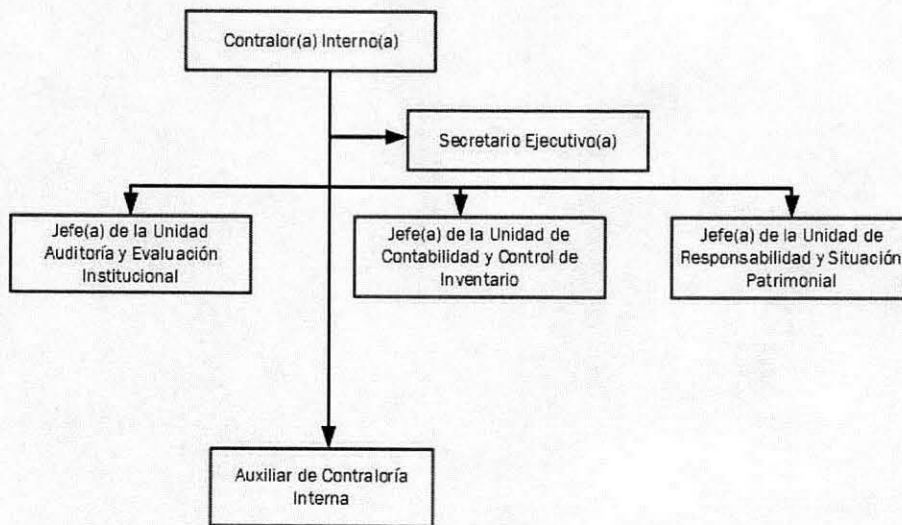 Contralor(a) Interno(a)
Secretario Ejecutivo(a)
Jefe(a) de la Unidad
Auditoría y Evaluación
Institucional
Jefe(a) de la Unidad de
Contabilidad y Control de
Inventario
Jefe(a) de la Unidad de
Responsabilidad y Situación
Patrimonial
Auxiliar de Contraloría
Interna